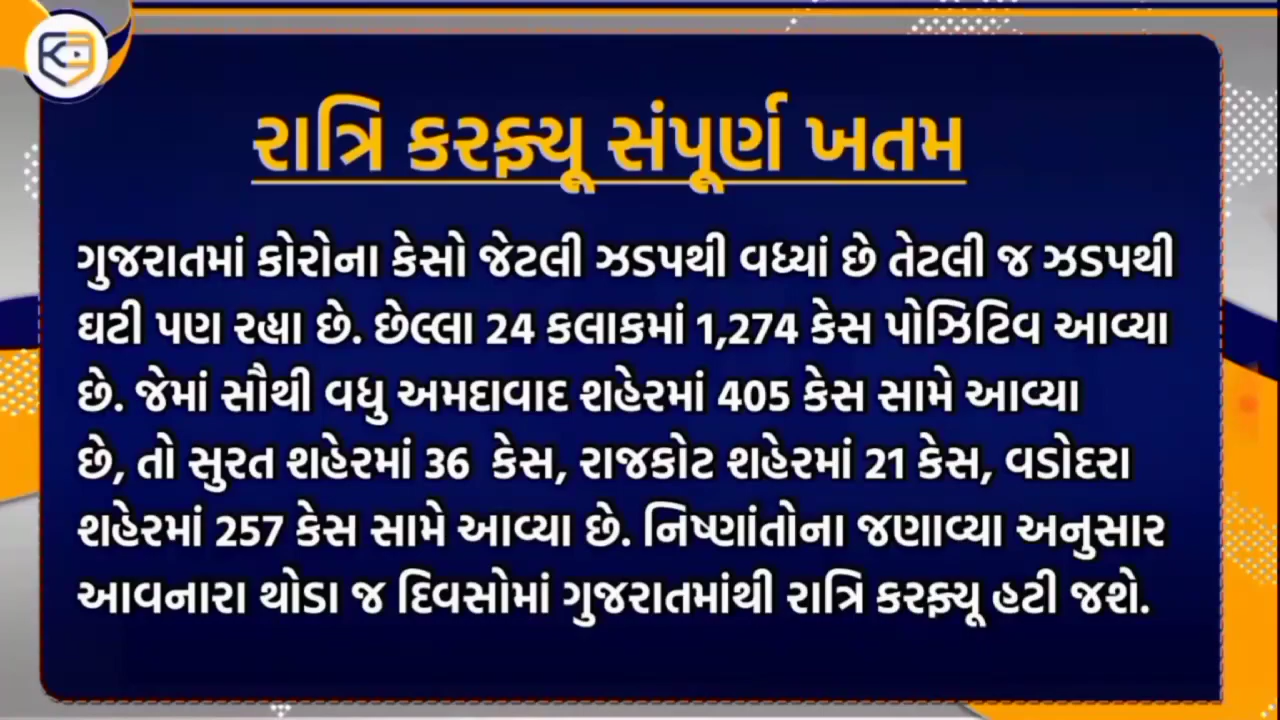 રાત્રિ કરફ્યૂ સંપૂર્ણ ખતમ
ગુજરાતમાં કોરોના કેસો જેટલી ઝડપથી વધ્યાં છે તેટલી જ ઝડપથી
ઘટી પણ રહ્યા છે. છેલ્લા 24 કલાકમાં 1,274 કેસ પોઝિટિવ આવ્યા
છે. જેમાં સૌથી વધુ અમદાવાદ શહેરમાં 405 કેસ સામે આવ્યા
છે, તો સુરત શહેરમાં 36 કેસ, રાજકોટ શહેરમાં 21 કેસ, વડોદરા
શહેરમાં 257 કેસ સામે આવ્યા છે. નિષ્ણાંતોના જણાવ્યા અનુસાર
આવનારા થોડા જ દિવસોમાં ગુજરાતમાંથી રાત્રિ કરફ્યૂ હટી જશે.